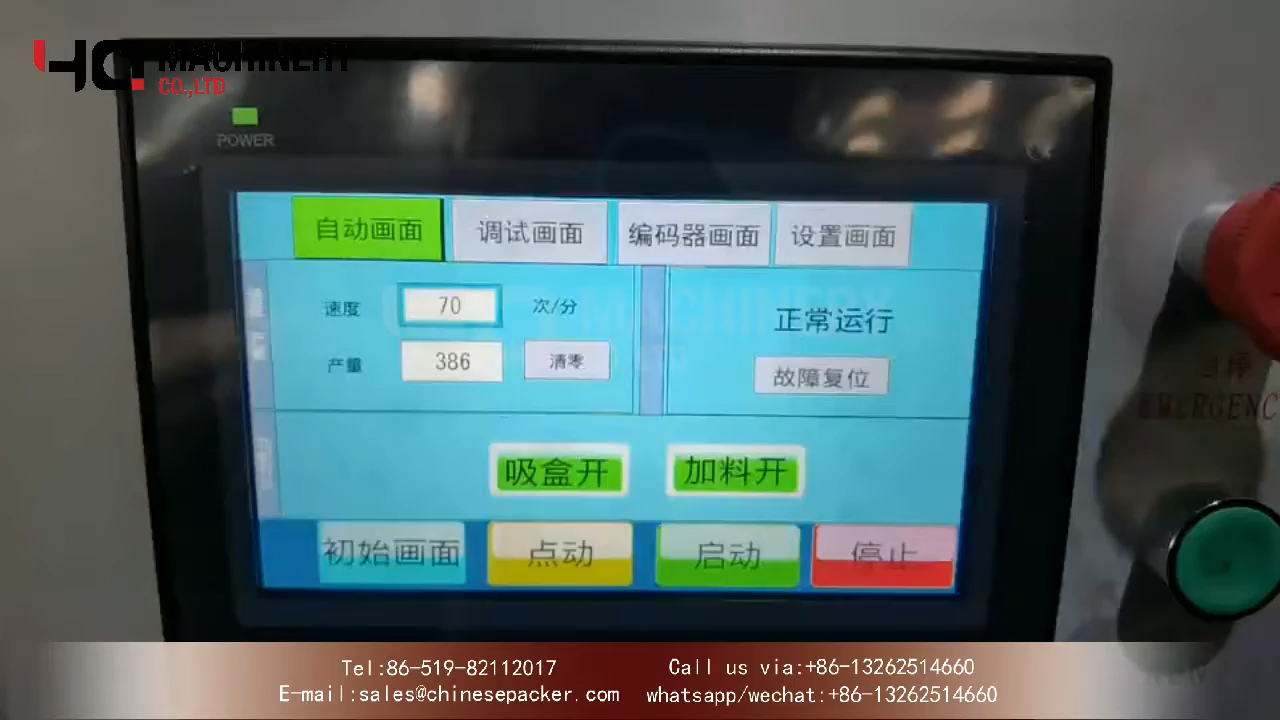 MACHINERY
CO.,LTD
POWER
自动画面 调试画面 编码器画面 设置画面
速度 70 次/分
正常运行
产量 386 清零
故障复位
吸盒开 加料开
初始画面 点动 启动 停止
急停
EMERGENC
Tel:86-519-82112017 Call us via:+86-13262514660
E-mail:sales@chinesepacker.com whatsapp/wechat:+86-13262514660